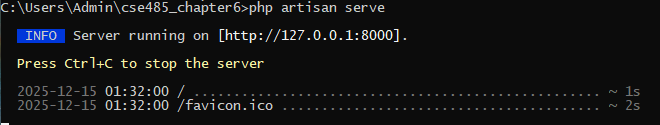 C:\Users\Admin\cse485_chapter6>php artisan serve
INFO Server running on [http://127.0.0.1:8000].
Press Ctrl+C to stop the server
2025-12-15 01:32:00 / ................................................... ~ 1s
2025-12-15 01:32:00 /favicon.ico ........................................ ~ 2s